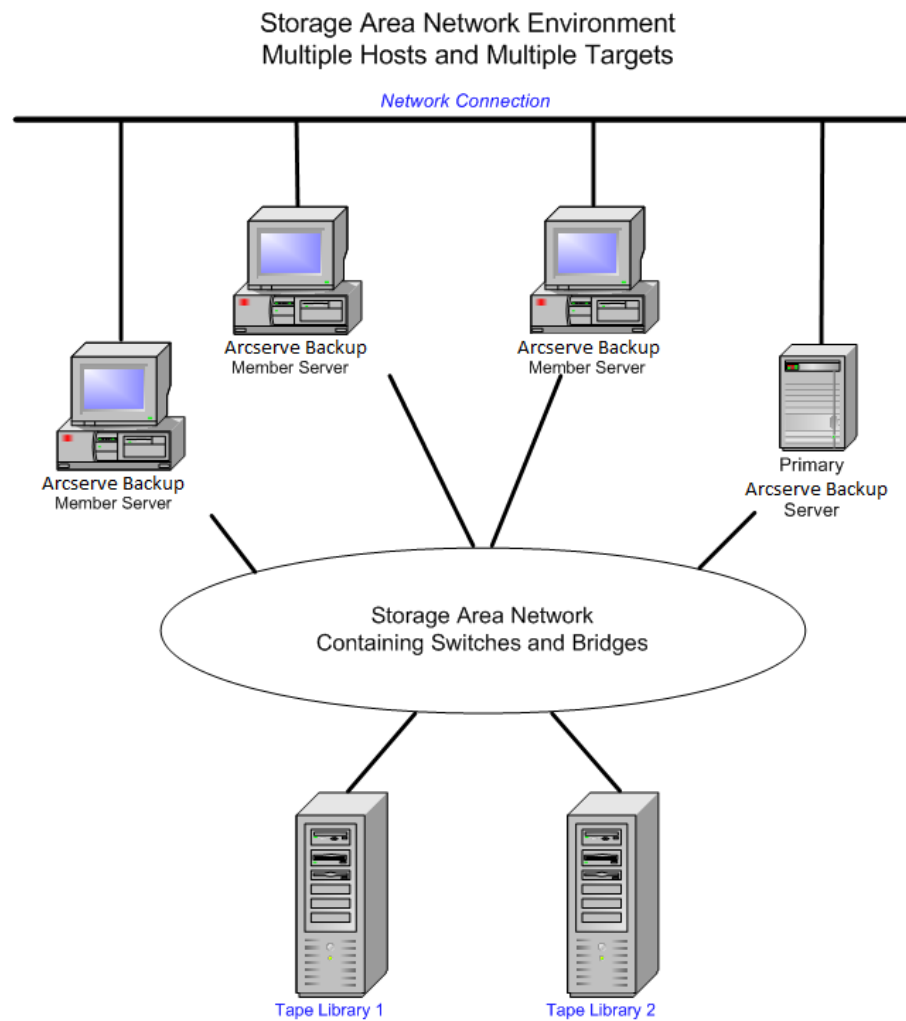 Storage Area Network Environment
Multiple Hosts and Multiple Targets
Network Connection
Arcserve Backup
Member Server
Arcserve Backup
Member Server
Arcserve Backup
Member Server
Primary
Arcserve Backup
Server
Storage Area Network
Containing Switches and Bridges
Tape Library 1
Tape Library 2